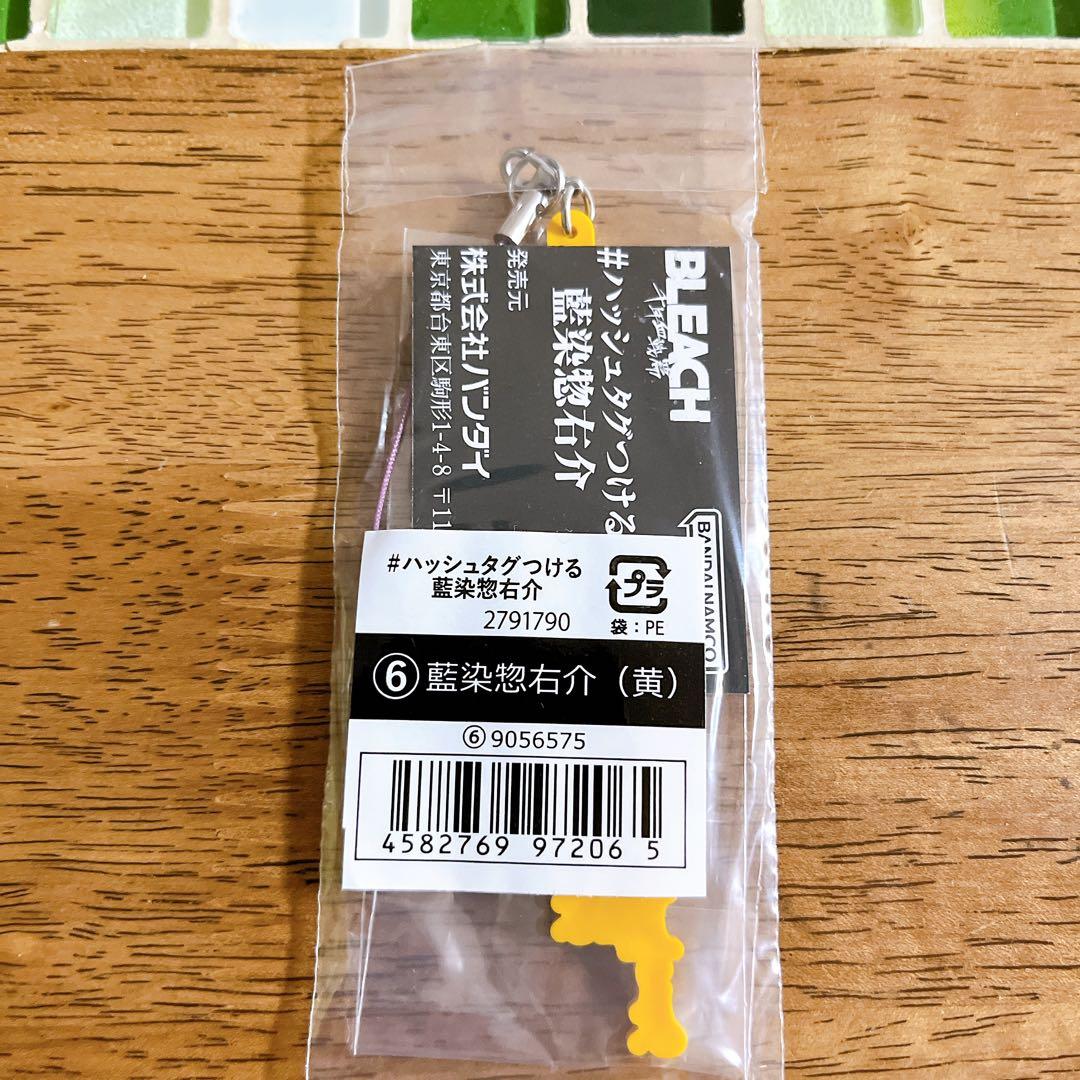 BLEACH
千年血戦篇
#ハッシュタグつける
藍染惣右介
発売元
株式会社バンダイ
東京都台東区駒形1-4-8 〒11
BANDAI NAMCO
#ハッシュタグつける
藍染惣右介
2791790
プラ
袋:PE
⑥藍染惣右介(黄)
⑥9056575
4582769 97206 5